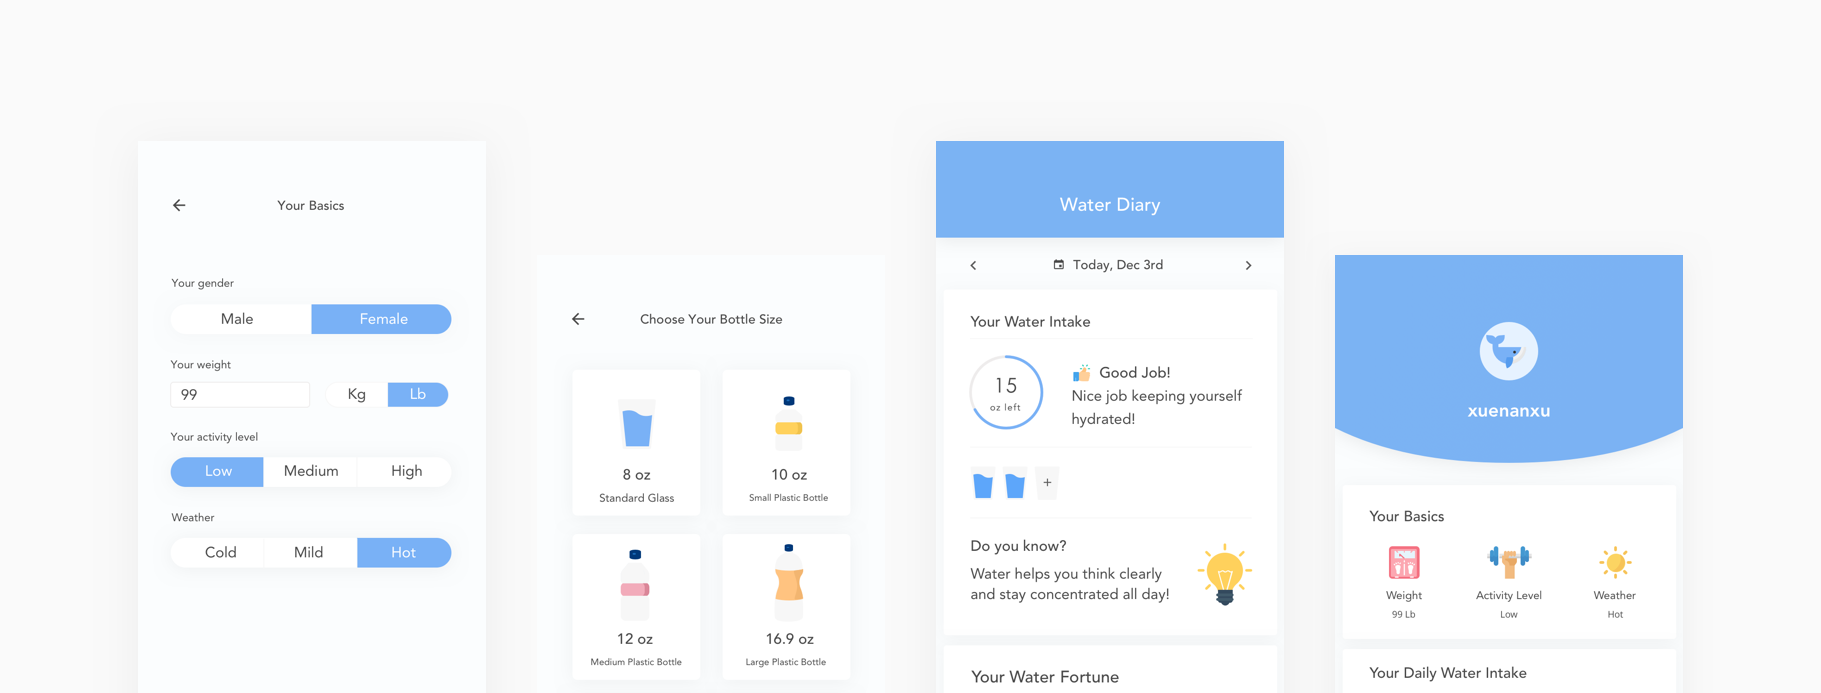 Your Basics
Your gender
Male Female
Your weight
99 Kg Lb
Your activity level
Low Medium High
Weather
Cold Mild Hot
Choose Your Bottle Size
8 oz
Standard Glass
10 oz
Small Plastic Bottle
12 oz
Medium Plastic Bottle
16.9 oz
Large Plastic Bottle
Water Diary
Today, Dec 3rd
Your Water Intake
15
oz left
Good Job!
Nice job keeping yourself
hydrated!
+
Do you know?
Water helps you think clearly
and stay concentrated all day!
Your Water Fortune
xuenanxu
Your Basics
Weight
99 Lb
Activity Level
Low
Weather
Hot
Your Daily Water Intake